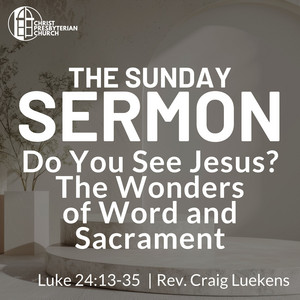 CHRIST
PRESBYTERIAN
CHURCH
THE SUNDAY
SERMON
Do You See Jesus?
The Wonders
of Word and
Sacrament
Luke 24:13-35 | Rev. Craig Luekens